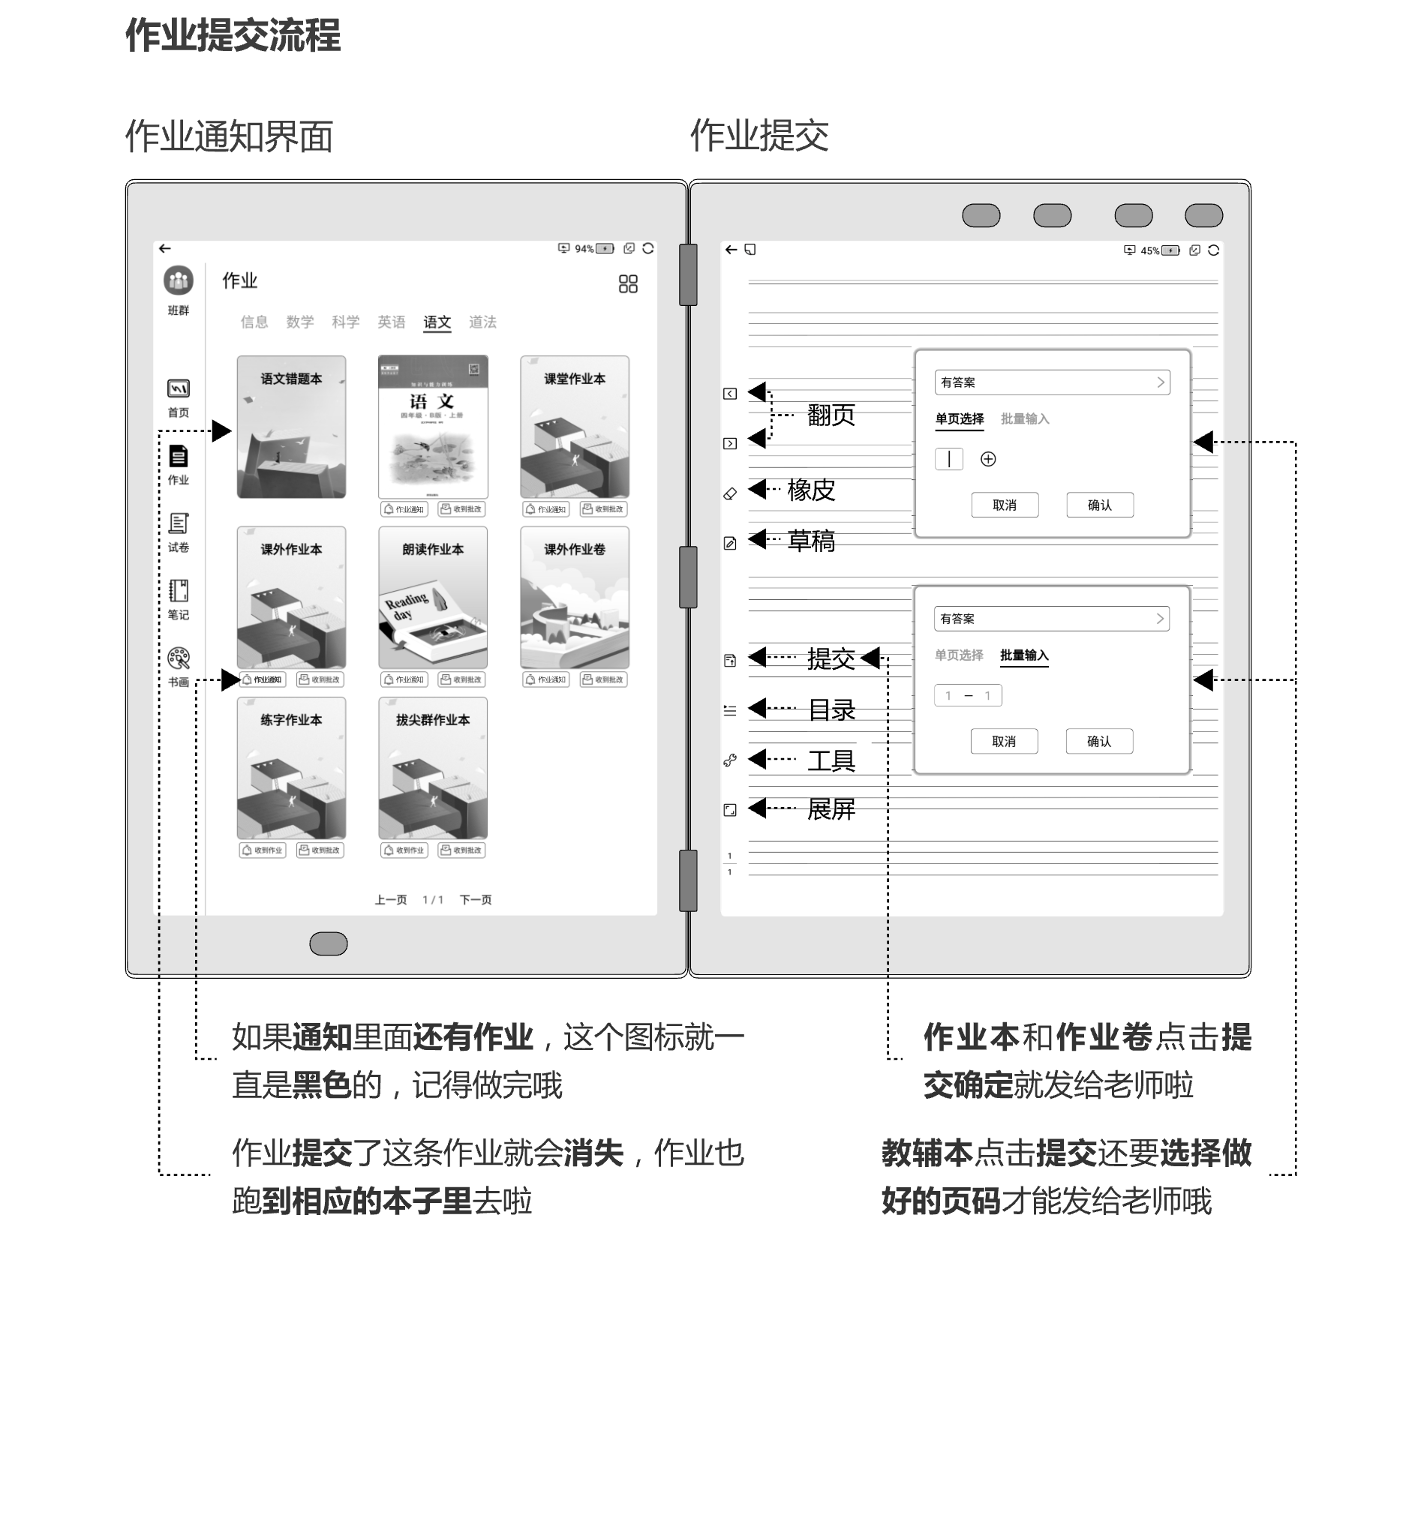 作业提交流程
作业通知界面
作业提交
94%
班群
作业
信息 数学 科学 英语 语文 道法
首页
作业
试卷
笔记
书画
语文错题本
语文
四年级·B版·上册
课堂作业本
作业通知 收到批改
作业通知 收到批改
课外作业本
朗读作业本
Reading
day
课外作业卷
作业通知 收到批改
作业通知 收到批改
作业通知 收到批改
练字作业本
拔尖群作业本
收到作业 收到批改
收到作业 收到批改
上一页 1/1 下一页
45%
翻页
橡皮
草稿
提交
目录
工具
展屏
1
1
有答案
单页选择 批量输入
取消 确认
有答案
单页选择 批量输入
1 – 1
取消 确认
如果通知里面还有作业，这个图标就一
直是黑色的，记得做完哦
作业提交了这条作业就会消失，作业也
跑到相应的本子里去啦
作业本和作业卷点击提
交确定就发给老师啦
教辅本点击提交还要选择做
好的页码才能发给老师哦